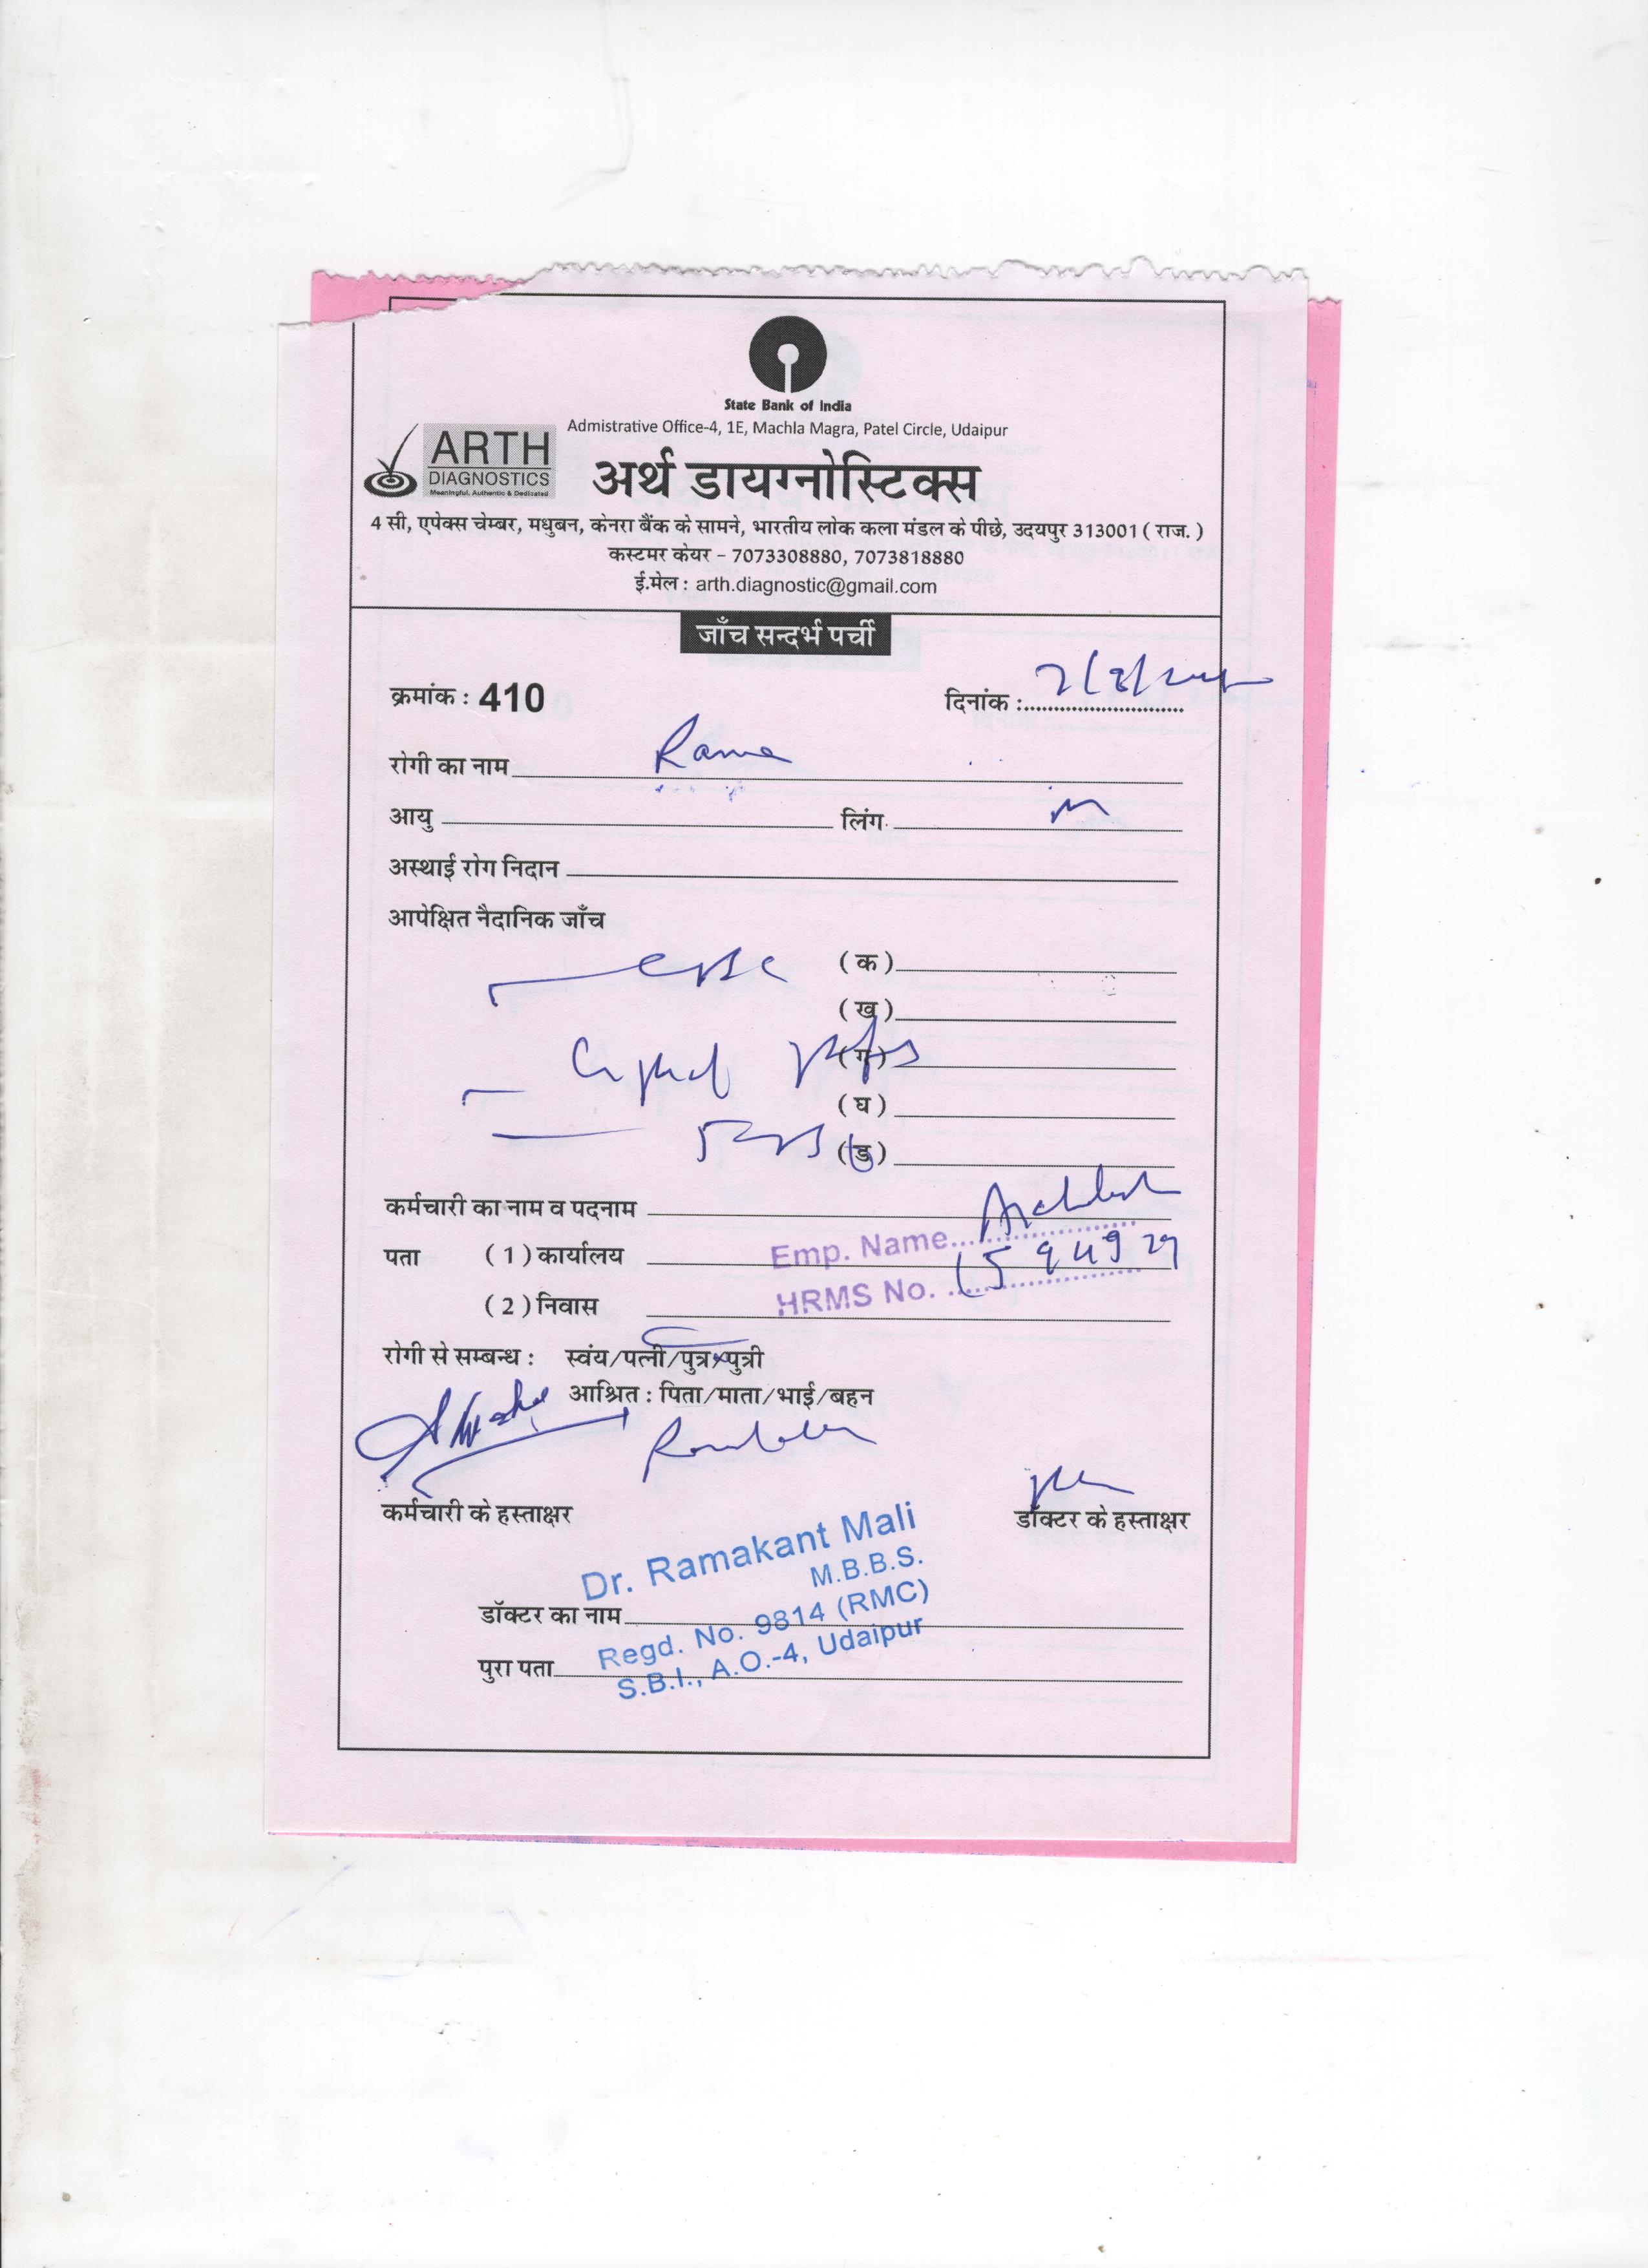 State Bank of India
Admistrative Office-4, 1E, Machla Magra, Patel Circle, Udaipur
ARTH
DIAGNOSTICS
Meaningful, Authentic & Dedicated
अर्थ डायग्नोस्टिक्स
4 सी, एपेक्स चेम्बर, मधुबन, केनरा बैंक के सामने, भारतीय लोक कला मंडल के पीछे, उदयपुर 313001 ( राज. )
कस्टमर केयर - 7073308880, 7073818880
ई.मेल : arth.diagnostic@gmail.com
जाँच सन्दर्भ पर्ची
क्रमांक : 410 दिनांक :
रोगी का नाम Rama
आयु लिंग M
अस्थाई रोग निदान
आपेक्षित नैदानिक जाँच
CBC ( क )
( ख )
Lipid ( ग )
( घ )
( ड )
कर्मचारी का नाम व पदनाम
Emp. Name
पता ( 1 ) कार्यालय
HRMS No.
( 2 ) निवास
रोगी से सम्बन्ध : स्वंय/पत्नी/पुत्र/पुत्री
आश्रित : पिता/माता/भाई/बहन
कर्मचारी के हस्ताक्षर डॉक्टर के हस्ताक्षर
Dr. Ramakant Mali
M.B.B.S.
डॉक्टर का नाम
Regd. No. 9814 (RMC)
पुरा पता
S.B.I., A.O.-4, Udaipur